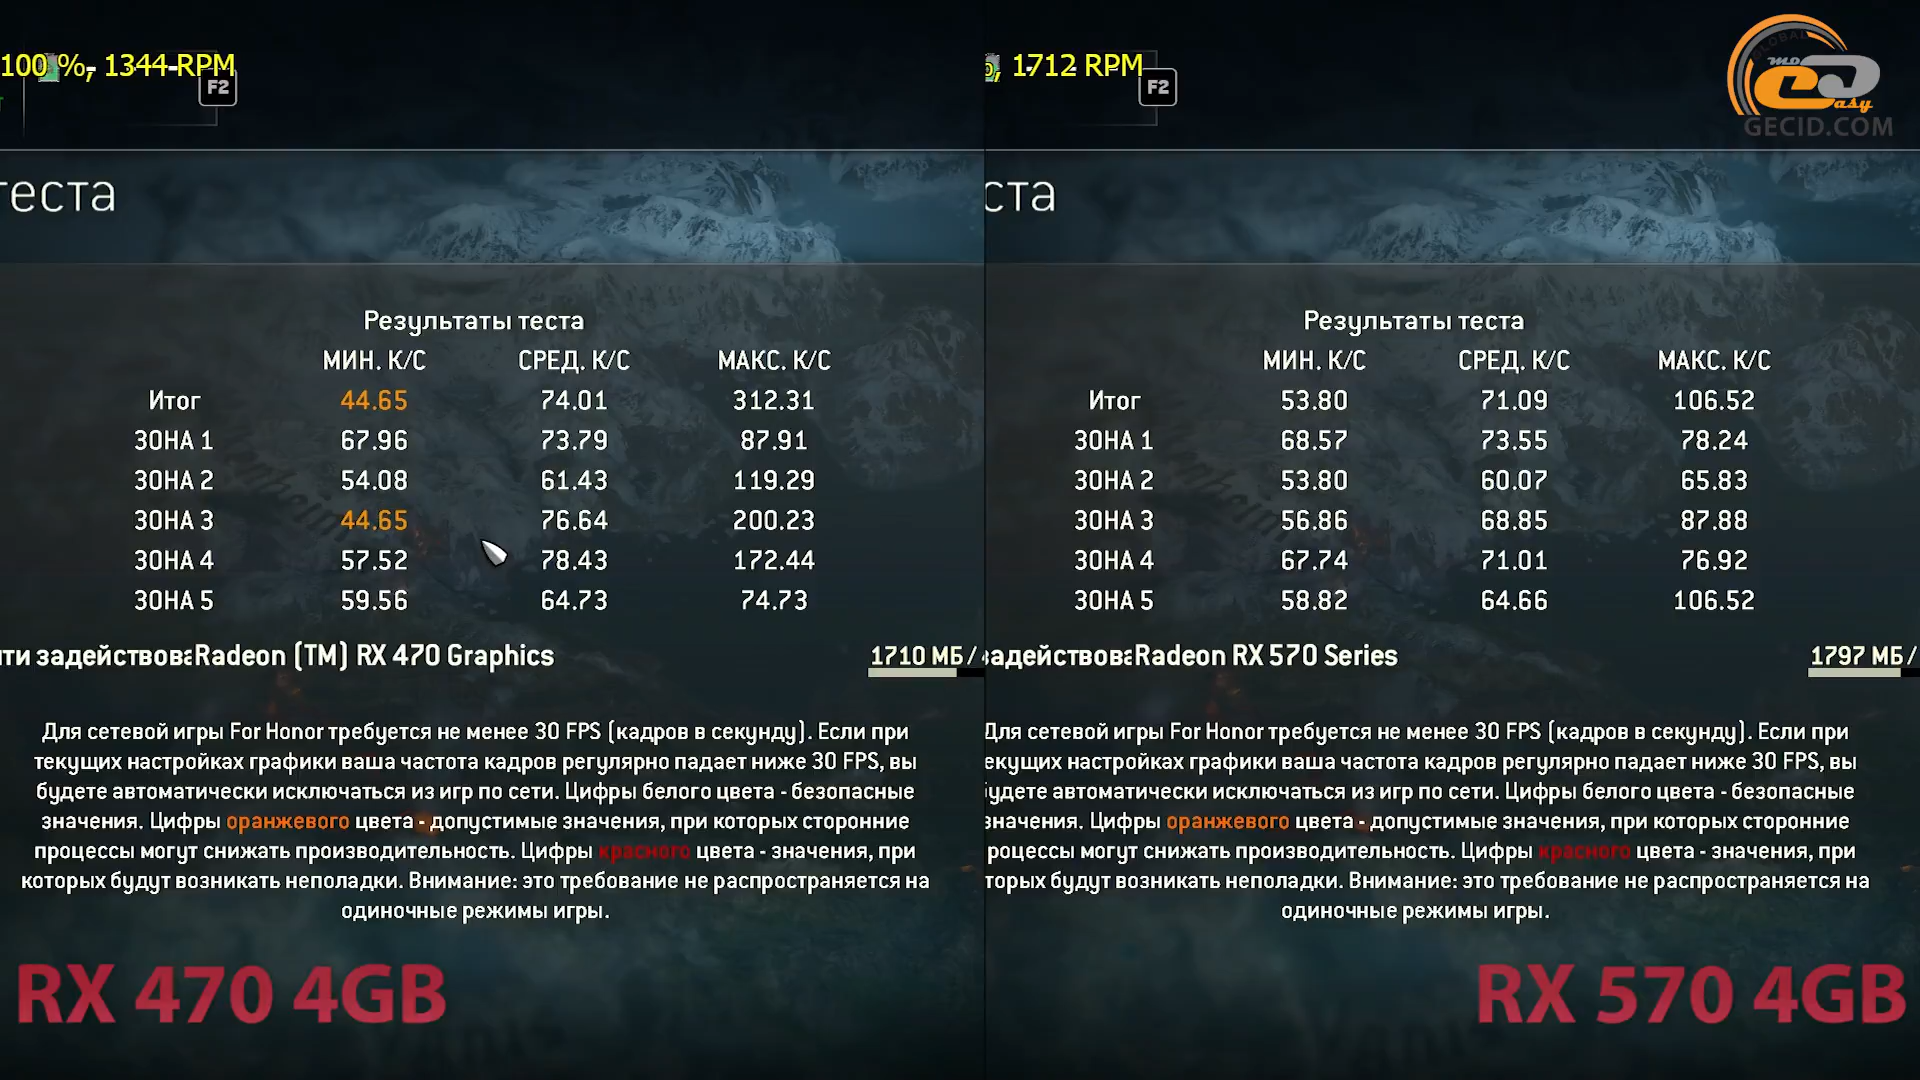 100 %, 1344 RPM
F2
теста
Результаты теста
МИН. К/С СРЕД. К/С МАКС. К/С
Итог 44.65 74.01 312.31
ЗОНА 1 67.96 73.79 87.91
ЗОНА 2 54.08 61.43 119.29
ЗОНА 3 44.65 76.64 200.23
ЗОНА 4 57.52 78.43 172.44
ЗОНА 5 59.56 64.73 74.73
Radeon (TM) RX 470 Graphics 1710 МБ /
Для сетевой игры For Honor требуется не менее 30 FPS (кадров в секунду). Если при
текущих настройках графики ваша частота кадров регулярно падает ниже 30 FPS, вы
будете автоматически исключаться из игр по сети. Цифры белого цвета - безопасные
значения. Цифры оранжевого цвета - допустимые значения, при которых сторонние
процессы могут снижать производительность. Цифры красного цвета - значения, при
которых будут возникать неполадки. Внимание: это требование не распространяется на
одиночные режимы игры.
RX 470 4GB
, 1712 RPM
F2
GLOBAL
mo
easy
GECID.COM
ста
Результаты теста
МИН. К/С СРЕД. К/С МАКС. К/С
Итог 53.80 71.09 106.52
ЗОНА 1 68.57 73.55 78.24
ЗОНА 2 53.80 60.07 65.83
ЗОНА 3 56.86 68.85 87.88
ЗОНА 4 67.74 71.01 76.92
ЗОНА 5 58.82 64.66 106.52
Radeon RX 570 Series 1797 МБ /
Для сетевой игры For Honor требуется не менее 30 FPS (кадров в секунду). Если при
екущих настройках графики ваша частота кадров регулярно падает ниже 30 FPS, вы
будете автоматически исключаться из игр по сети. Цифры белого цвета - безопасные
значения. Цифры оранжевого цвета - допустимые значения, при которых сторонние
роцессы могут снижать производительность. Цифры красного цвета - значения, при
торых будут возникать неполадки. Внимание: это требование не распространяется на
одиночные режимы игры.
RX 570 4GB